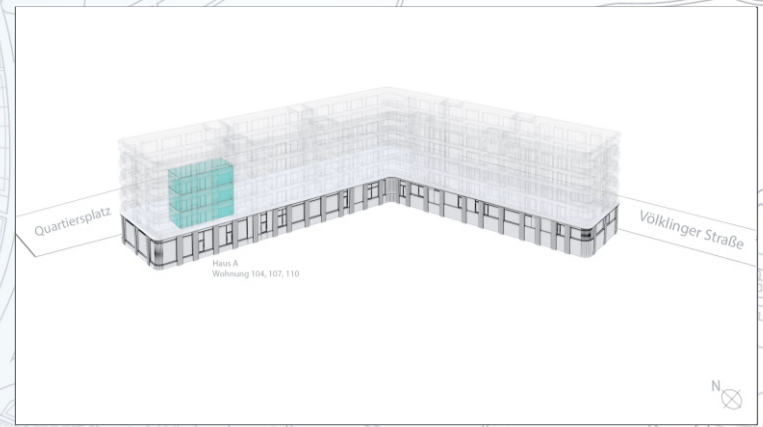 Quartiersplatz
Völklinger Straße
Haus A
Wohnung 104, 107, 110
N